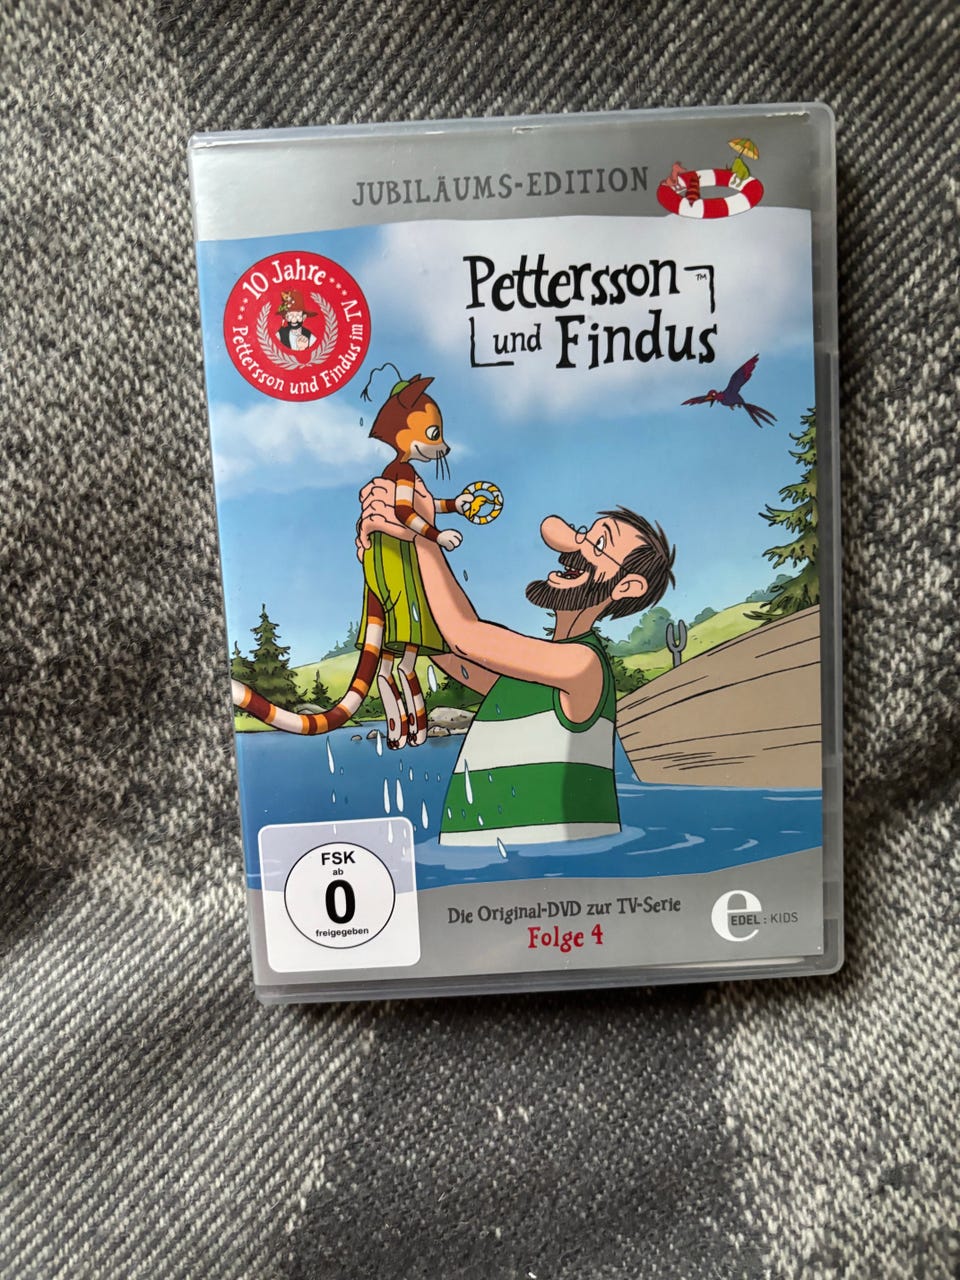 JUBILÄUMS-EDITION
10 Jahre
Pettersson und Findus im TV
Pettersson™
und Findus
FSK
ab
0
freigegeben
Die Original-DVD zur TV-Serie
Folge 4
e
EDEL : KIDS